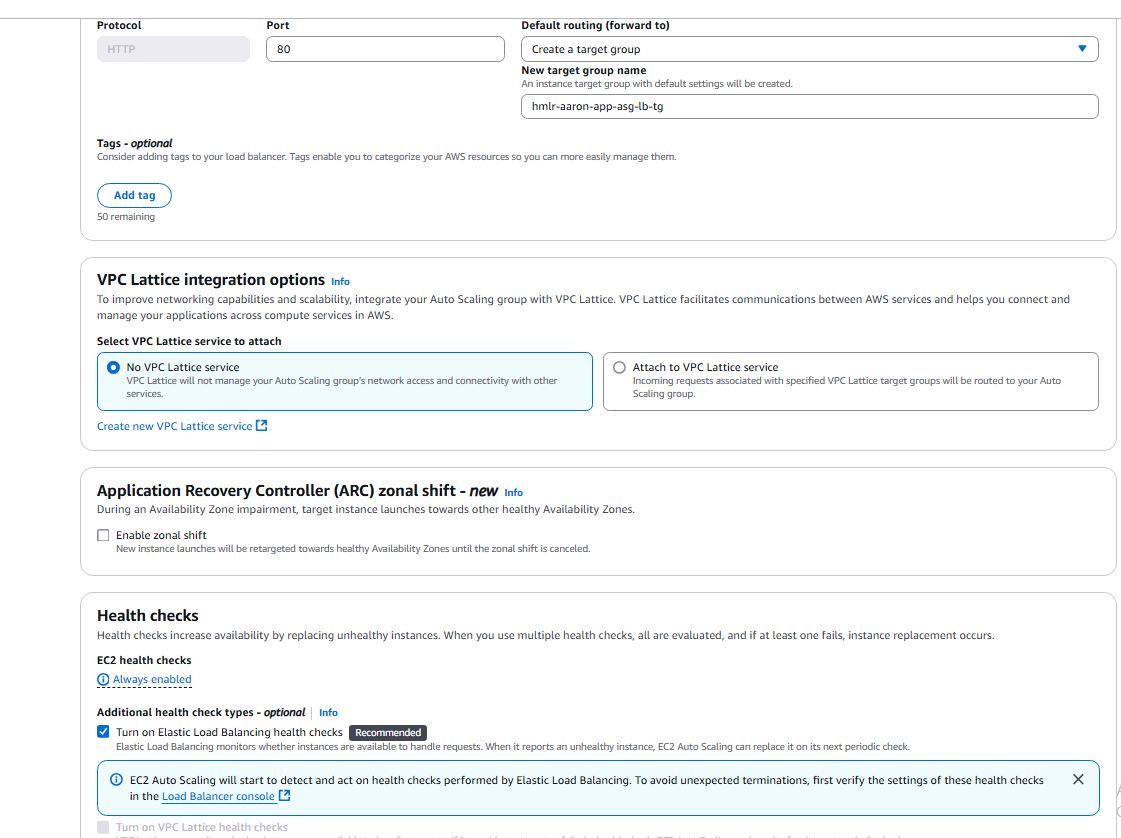 Protocol
Port
Default routing (forward to)
HTTP
80
Create a target group
New target group name
An instance target group with default settings will be created.
hmlr-aaron-app-asg-lb-tg
Tags - optional
Consider adding tags to your load balancer. Tags enable you to categorize your AWS resources so you can more easily manage them.
Add tag
50 remaining
VPC Lattice integration options Info
To improve networking capabilities and scalability, integrate your Auto Scaling group with VPC Lattice. VPC Lattice facilitates communications between AWS services and helps you connect and
manage your applications across compute services in AWS.
Select VPC Lattice service to attach
No VPC Lattice service
VPC Lattice will not manage your Auto Scaling group's network access and connectivity with other
services.
Attach to VPC Lattice service
Incoming requests associated with specified VPC Lattice target groups will be routed to your Auto
Scaling group.
Create new VPC Lattice service
Application Recovery Controller (ARC) zonal shift - new Info
During an Availability Zone impairment, target instance launches towards other healthy Availability Zones.
Enable zonal shift
New instance launches will be retargeted towards healthy Availability Zones until the zonal shift is canceled.
Health checks
Health checks increase availability by replacing unhealthy instances. When you use multiple health checks, all are evaluated, and if at least one fails, instance replacement occurs.
EC2 health checks
Always enabled
Additional health check types - optional Info
Turn on Elastic Load Balancing health checks Recommended
Elastic Load Balancing monitors whether instances are available to handle requests. When it reports an unhealthy instance, EC2 Auto Scaling can replace it on its next periodic check.
EC2 Auto Scaling will start to detect and act on health checks performed by Elastic Load Balancing. To avoid unexpected terminations, first verify the settings of these health checks
in the Load Balancer console
Turn on VPC Lattice health checks